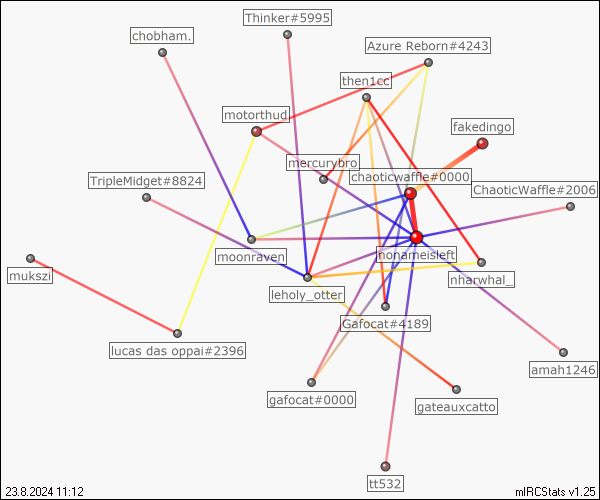 Thinker#5995
chobham.
Azure Reborn#4243
then1cc
motorthud
fakedingo
mercurybro
chaoticwaffle#0000
TripleMidget#8824
ChaoticWaffle#2006
moonraven
nonameisleft
mukszi
nharwhal_
leholy_otter
Gafocat#4189
lucas das oppai#2396
amah1246
gafocat#0000
gateauxcatto
tt532
23.8.2024 11:12
mIRCStats v1.25